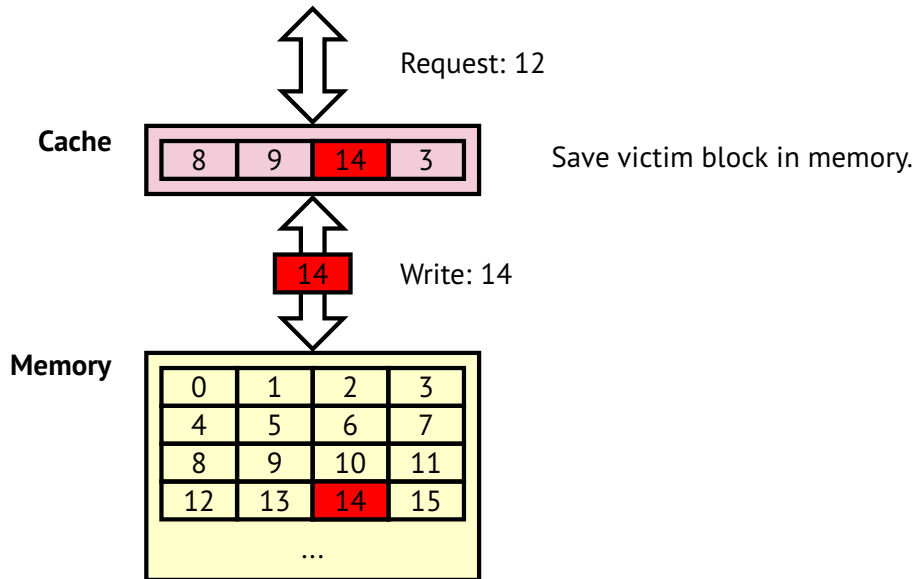 Request: 12
Cache
8 9 14 3
Save victim block in memory.
14
Write: 14
Memory
0 1 2 3
4 5 6 7
8 9 10 11
12 13 14 15
...